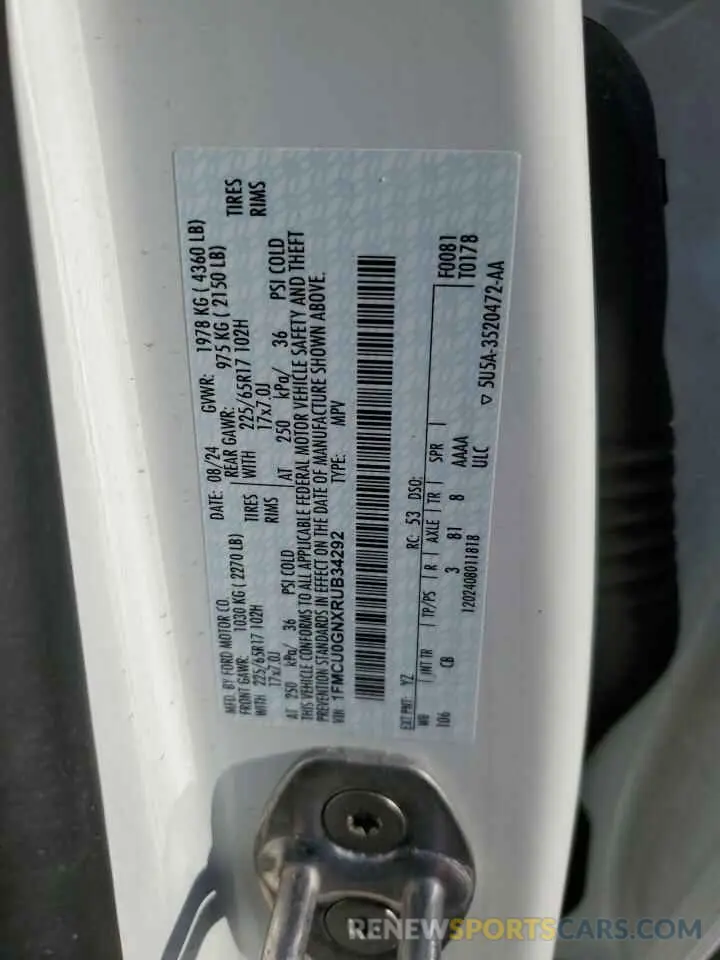 MFD. BY FORD MOTOR CO.
DATE: 08/24 GVWR: 1978 KG ( 4360 LB)
FRONT GAWR: 1030 KG ( 2270 LB) REAR GAWR: 975 KG ( 2150 LB)
WITH 225/65R17 102H TIRES WITH 225/65R17 102H TIRES
17x7.0J RIMS 17x7.0J RIMS
AT 250 kPa/ 36 PSI COLD AT 250 kPa/ 36 PSI COLD
THIS VEHICLE CONFORMS TO ALL APPLICABLE FEDERAL MOTOR VEHICLE SAFETY AND THEFT
PREVENTION STANDARDS IN EFFECT ON THE DATE OF MANUFACTURE SHOWN ABOVE.
VIN: 1FMCU0GNXRUB34292 TYPE: MPV
EXT PNT: YZ RC: 53 DSO: F0081
WB INT TR TP/PS R AXLE TR SPR T0178
106 CB 3 81 8 AAAA
1202408011818 ULC
▽ 5U5A-3520472-AA
RENEWSPORTSCARS.COM